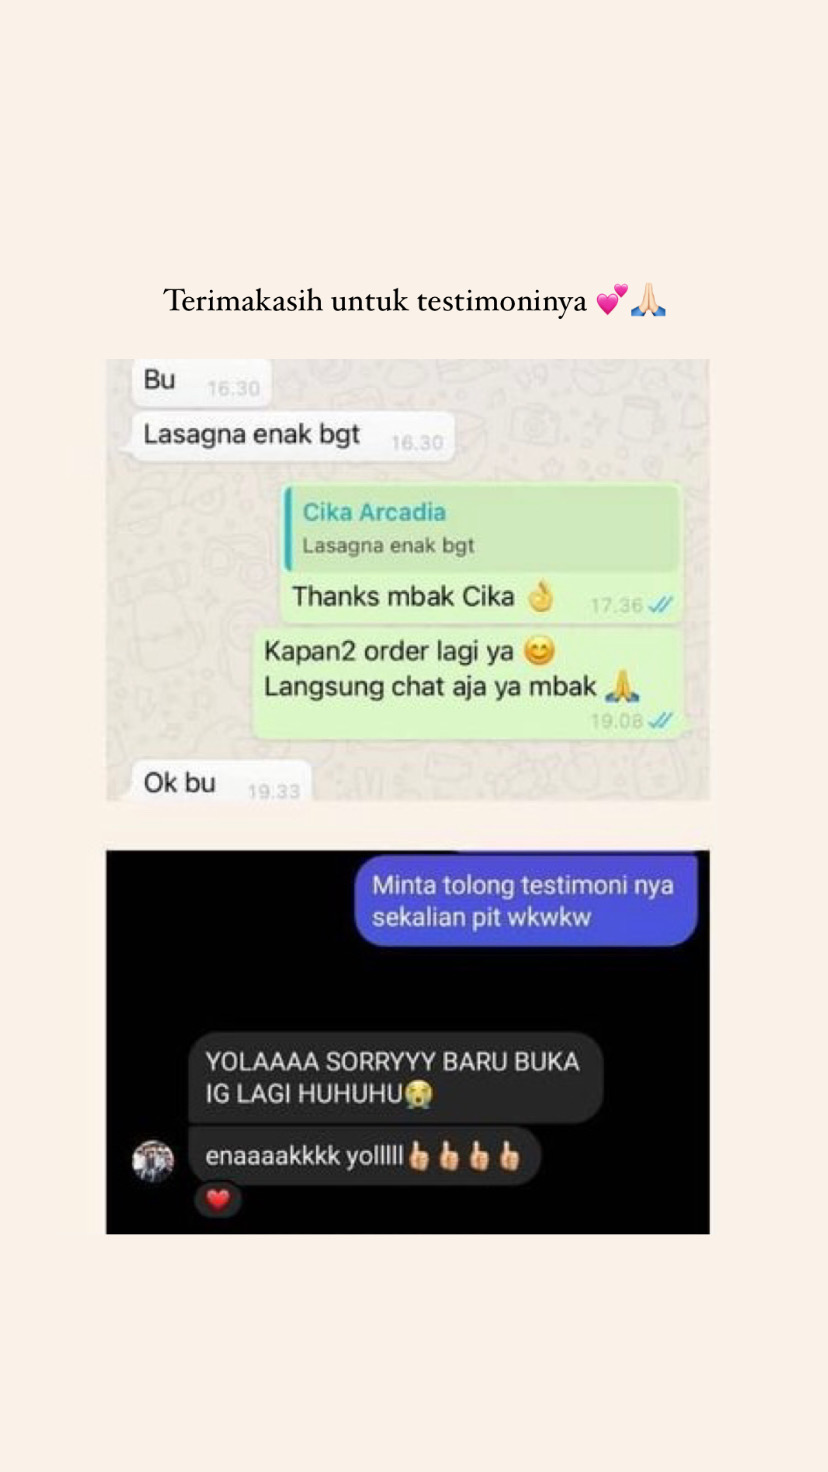 Terimakasih untuk testimoninya 💕🙏🏻
Bu 16.30
Lasagna enak bgt 16.30
Cika Arcadia
Lasagna enak bgt
Thanks mbak Cika 👌 17.36
Kapan2 order lagi ya 😊
Langsung chat aja ya mbak 🙏
19.08
Ok bu 19.33
Minta tolong testimoni nya
sekalian pit wkwkw
YOLAAAA SORRYYY BARU BUKA
IG LAGI HUHUHU😭
enaaaakkkk yolllll👍🏼👍🏼👍🏼👍🏼
❤️